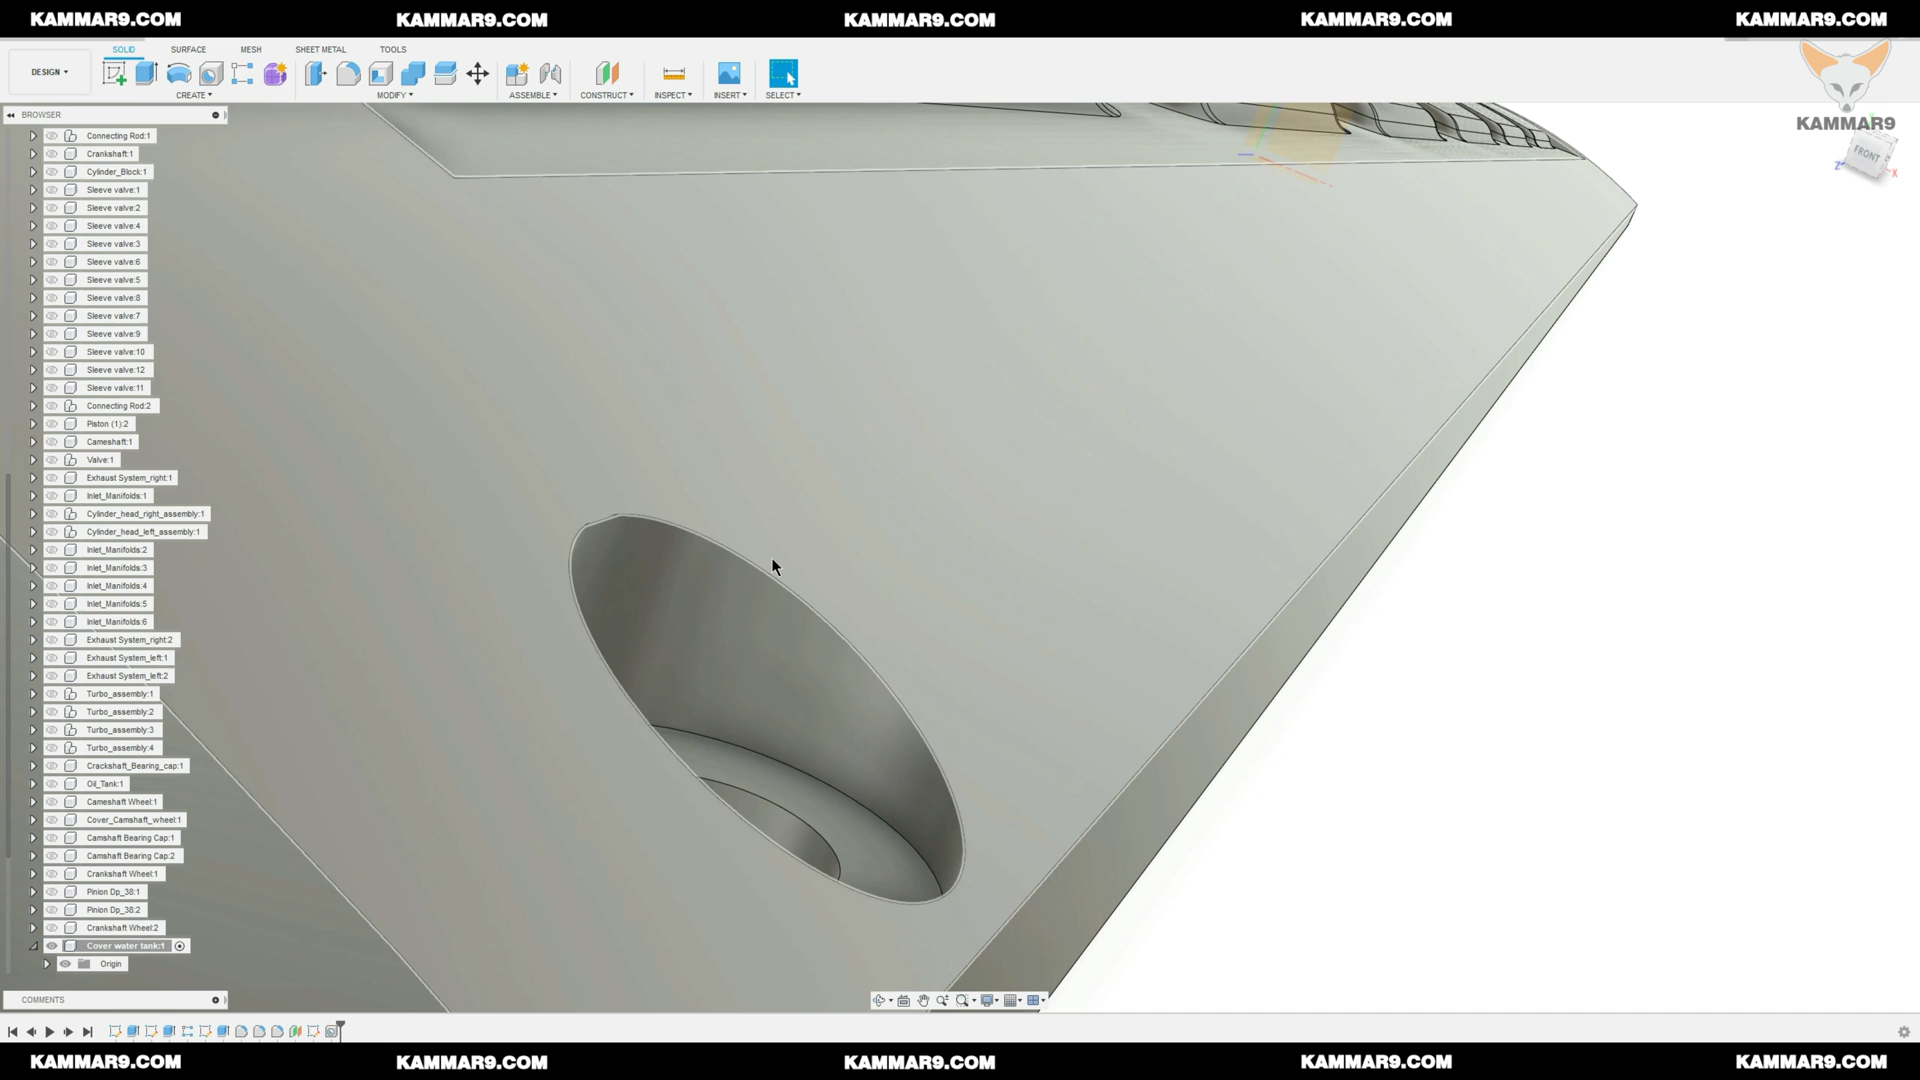 KAMMAR9.COM KAMMAR9.COM KAMMAR9.COM KAMMAR9.COM KAMMAR9.COM
SOLID SURFACE MESH SHEET METAL TOOLS
DESIGN
CREATE MODIFY ASSEMBLE CONSTRUCT INSPECT INSERT SELECT
KAMMAR9
FRONT
Z
X
BROWSER
Connecting Rod:1
Crankshaft:1
Cylinder_Block:1
Sleeve valve:1
Sleeve valve:2
Sleeve valve:4
Sleeve valve:3
Sleeve valve:6
Sleeve valve:5
Sleeve valve:8
Sleeve valve:7
Sleeve valve:9
Sleeve valve:10
Sleeve valve:12
Sleeve valve:11
Connecting Rod:2
Piston (1):2
Cameshaft:1
Valve:1
Exhaust System_right:1
Inlet_Manifolds:1
Cylinder_head_right_assembly:1
Cylinder_head_left_assembly:1
Inlet_Manifolds:2
Inlet_Manifolds:3
Inlet_Manifolds:4
Inlet_Manifolds:5
Inlet_Manifolds:6
Exhaust System_right:2
Exhaust System_left:1
Exhaust System_left:2
Turbo_assembly:1
Turbo_assembly:2
Turbo_assembly:3
Turbo_assembly:4
Crackshaft_Bearing_cap:1
Oil_Tank:1
Cameshaft Wheel:1
Cover_Camshaft_wheel:1
Camshaft Bearing Cap:1
Camshaft Bearing Cap:2
Crankshaft Wheel:1
Pinion Dp_38:1
Pinion Dp_38:2
Crankshaft Wheel:2
Cover water tank:1
Origin
COMMENTS
KAMMAR9.COM KAMMAR9.COM KAMMAR9.COM KAMMAR9.COM KAMMAR9.COM